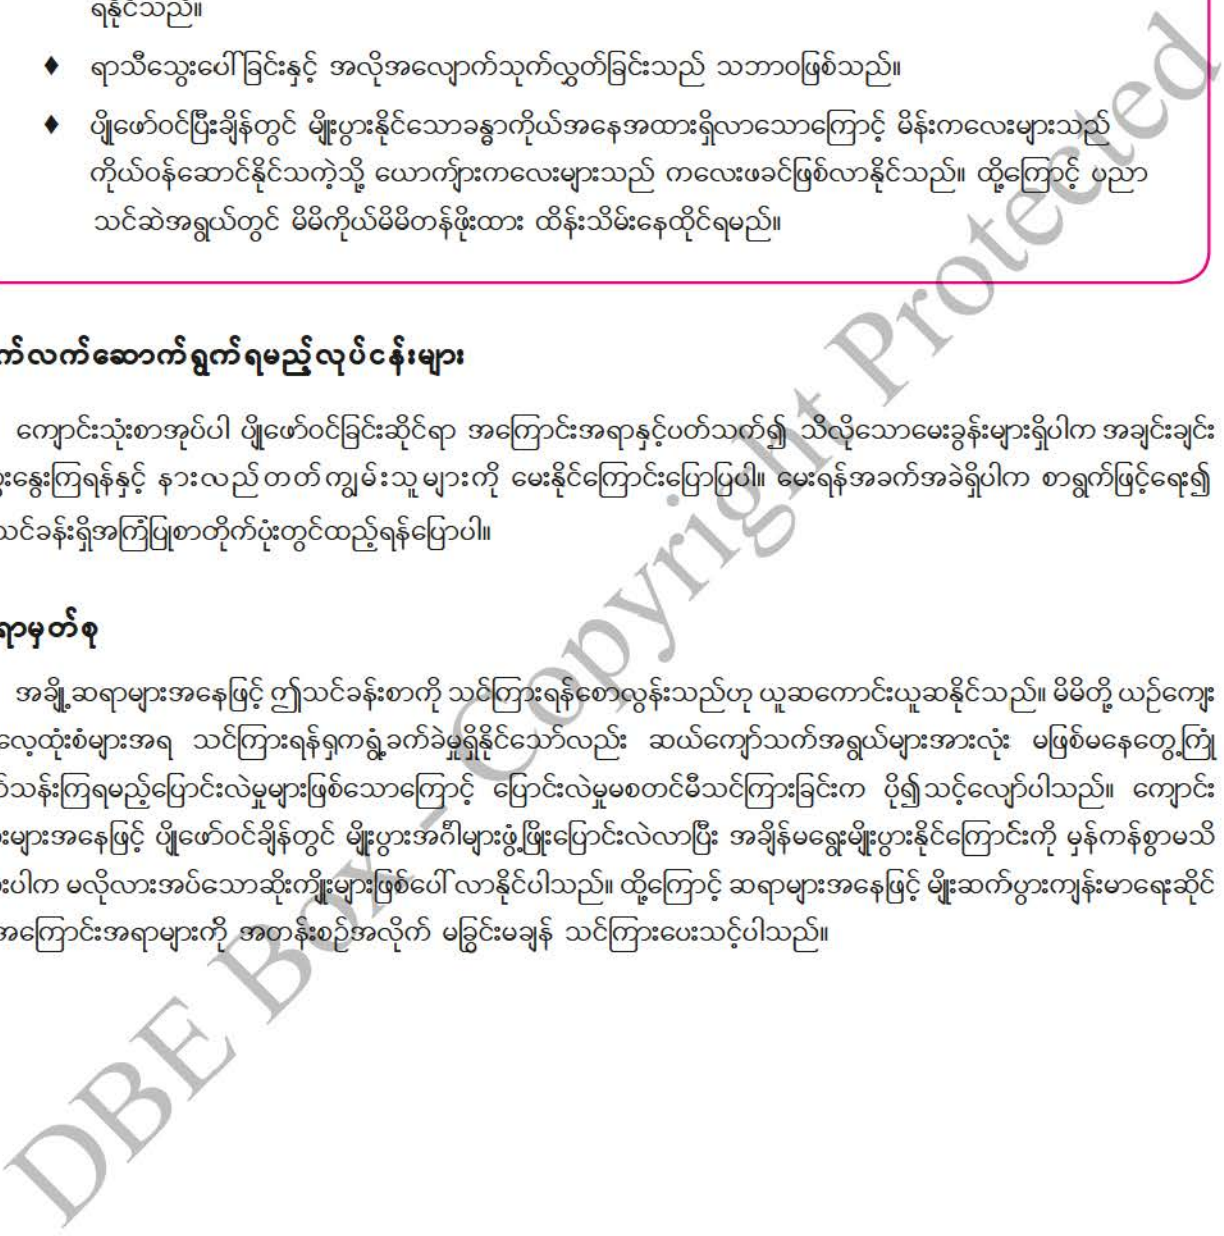 ရနိုင်သည်။
♦ ရာသီသွေးပေါ်ခြင်းနှင့် အလိုအလျောက်သုက်လွှတ်ခြင်းသည် သဘာဝဖြစ်သည်။
♦ ပျိုဖော်ဝင်ပြီးချိန်တွင် မျိုးပွားနိုင်သောခန္ဓာကိုယ်အနေအထားရှိလာသောကြောင့် မိန်းကလေးများသည်
ကိုယ်ဝန်ဆောင်နိုင်သကဲ့သို့ ယောက်ျားကလေးများသည် ကလေးဖခင်ဖြစ်လာနိုင်သည်။ ထို့ကြောင့် ပညာ
သင်ဆဲအရွယ်တွင် မိမိကိုယ်မိမိတန်ဖိုးထား ထိန်းသိမ်းနေထိုင်ရမည်။
က်လက်ဆောက်ရွက်ရမည့်လုပ်ငန်းများ
ကျောင်းသုံးစာအုပ်ပါ ပျိုဖော်ဝင်ခြင်းဆိုင်ရာ အကြောင်းအရာနှင့်ပတ်သက်၍ သိလိုသောမေးခွန်းများရှိပါက အချင်းချင်း
းနွေးကြရန်နှင့် နားလည်တတ်ကျွမ်းသူများကို မေးနိုင်ကြောင်းပြောပြပါ။ မေးရန်အခက်အခဲရှိပါက စာရွက်ဖြင့်ရေး၍
သင်ခန်းရှိအကြံပြုစာတိုက်ပုံးတွင်ထည့်ရန်ပြောပါ။
ရာမှတ်စု
အချို့ဆရာများအနေဖြင့် ဤသင်ခန်းစာကို သင်ကြားရန်စောလွန်းသည်ဟု ယူဆကောင်းယူဆနိုင်သည်။ မိမိတို့ ယဉ်ကျေး
လေ့ထုံးစံများအရ သင်ကြားရန်ရှက်ရွံ့ခက်ခဲမှုရှိနိုင်သော်လည်း ဆယ်ကျော်သက်အရွယ်များအားလုံး မဖြစ်မနေတွေ့ကြုံ
်သန်းကြရမည့်ပြောင်းလဲမှုများဖြစ်သောကြောင့် ပြောင်းလဲမှုမစတင်မီသင်ကြားခြင်းက ပို၍သင့်လျော်ပါသည်။ ကျောင်း
းများအနေဖြင့် ပျိုဖော်ဝင်ချိန်တွင် မျိုးပွားအင်္ဂါများဖွံ့ဖြိုးပြောင်းလဲလာပြီး အချိန်မရွေးမျိုးပွားနိုင်ကြောင်းကို မှန်ကန်စွာမသိ
းပါက မလိုလားအပ်သောဆိုးကျိုးများဖြစ်ပေါ်လာနိုင်ပါသည်။ ထို့ကြောင့် ဆရာများအနေဖြင့် မျိုးဆက်ပွားကျန်းမာရေးဆိုင်
အကြောင်းအရာများကို အတန်းစဉ်အလိုက် မခြွင်းမချန် သင်ကြားပေးသင့်ပါသည်။
DBE Box - Copyright Protected